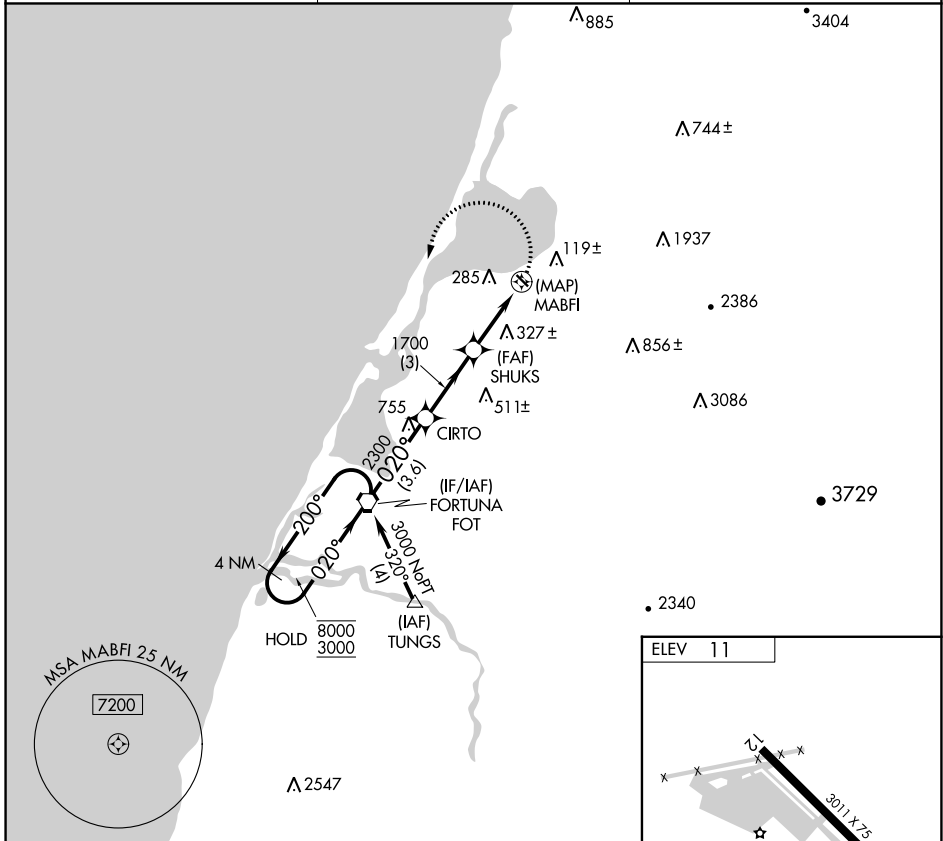 885
3404
744±
1937
119±
285
(MAP)
MABFI
2386
327±
856±
1700
(3)
(FAF)
SHUKS
3086
511±
755
CIRTO
2300
020°
(3.6)
(IF/IAF)
FORTUNA
FOT
3729
200°
020°
4 NM
3000 NoPT
320°
(4)
HOLD
8000
3000
(IAF)
TUNGS
2340
MSA MABFI 25 NM
7200
2547
ELEV 11
12
3011 X 75
X X X X X